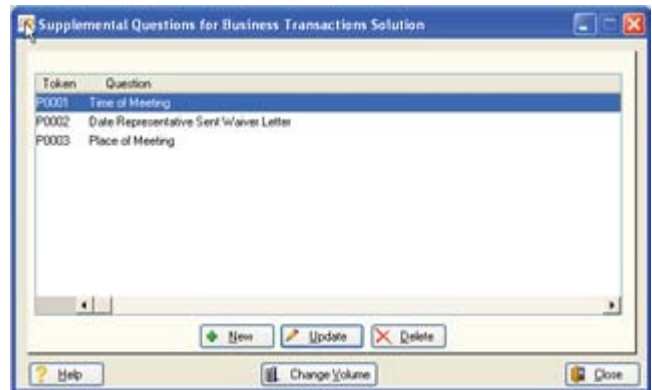 Supplemental Questions for Business Transactions Solution
Token Question
P0001 Time of Meeting
P0002 Date Representative Sent Waiver Letter
P0003 Place of Meeting
New Update Delete
? Help Change Volume Close